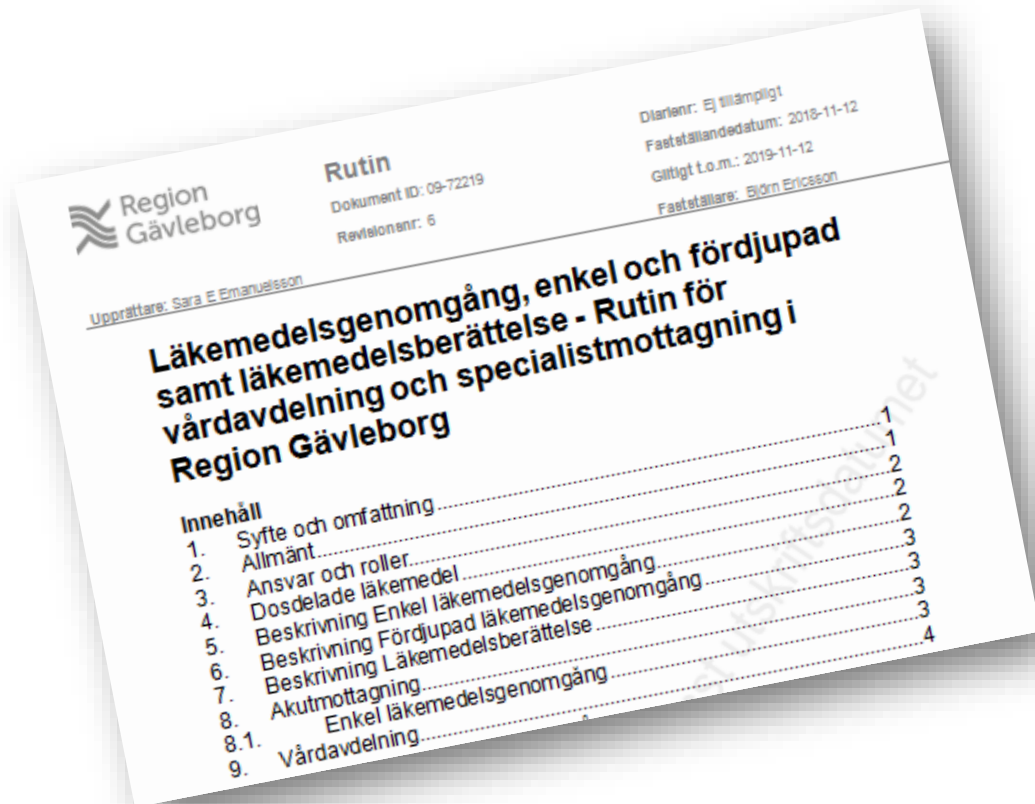 Region
Gävleborg
Rutin
Dokument ID: 09-72219
Revisionsnr: 6
Diarienr: Ej tillämpligt
Fastställandedatum: 2018-11-12
Giltigt t.o.m.: 2019-11-12
Fastställare: Björn Ericsson
Upprättare: Sara E Emanuelsson
Läkemedelsgenomgång, enkel och fördjupad
samt läkemedelsberättelse - Rutin för
vårdavdelning och specialistmottagning i
Region Gävleborg
Innehåll
1. Syfte och omfattning 1
2. Allmänt 1
3. Ansvar och roller 2
4. Dosdelade läkemedel 2
5. Beskrivning Enkel läkemedelsgenomgång 2
6. Beskrivning Fördjupad läkemedelsgenomgång 3
7. Beskrivning Läkemedelsberättelse 3
8. Akutmottagning 3
8.1. Enkel läkemedelsgenomgång 3
9. Vårdavdelning 4
utskriftsdatumet